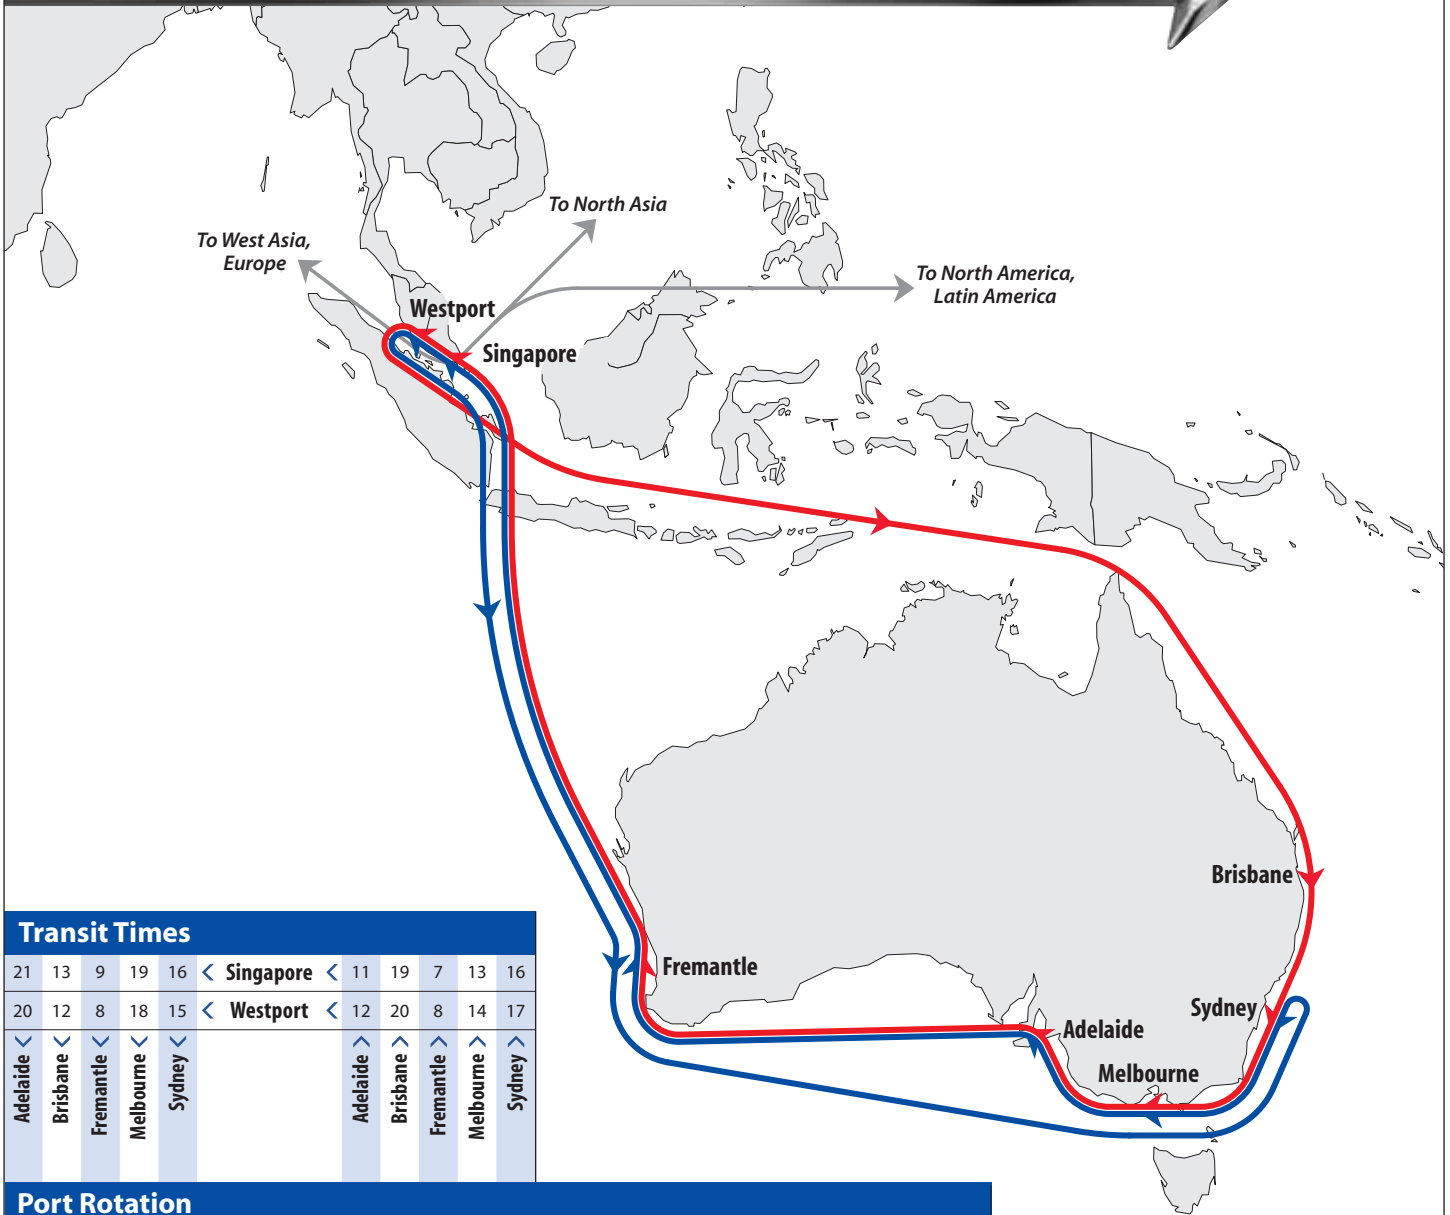 To North Asia
To West Asia,
Europe
To North America,
Latin America
Westport
Singapore
Brisbane
Fremantle
Sydney
Adelaide
Melbourne
Transit Times
21 13 9 19 16 < Singapore < 11 19 7 13 16
20 12 8 18 15 < Westport < 12 20 8 14 17
Adelaide Brisbane Fremantle Melbourne Sydney Adelaide Brisbane Fremantle Melbourne Sydney
Port Rotation